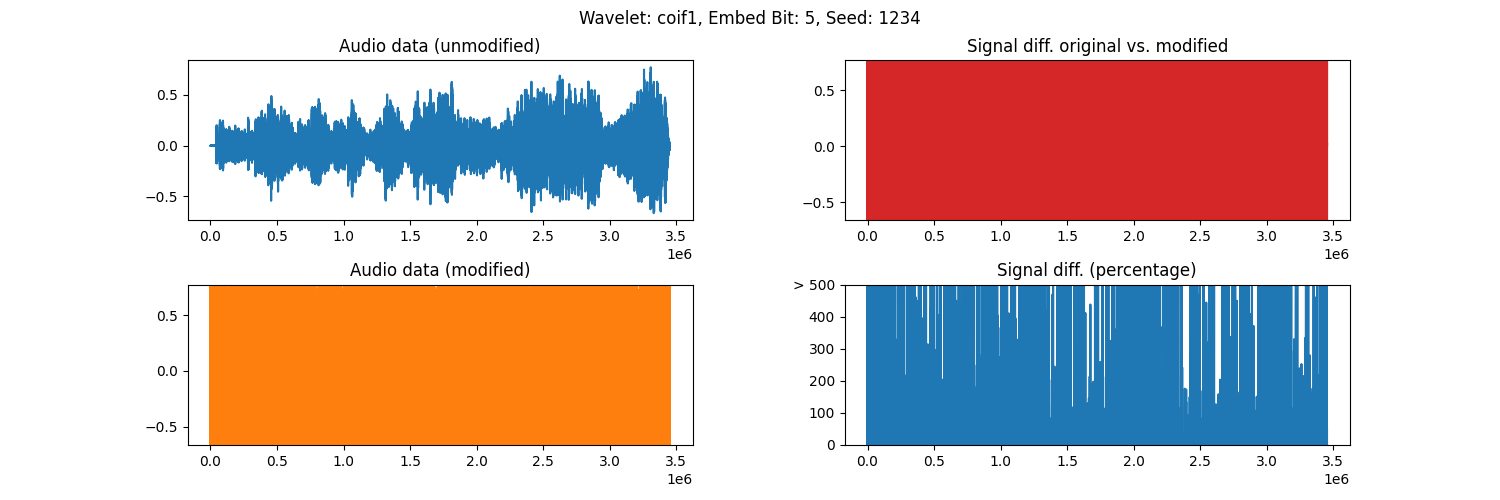 Wavelet: coif1, Embed Bit: 5, Seed: 1234
Audio data (unmodified)
0.5
0.0
−0.5
0.0 0.5 1.0 1.5 2.0 2.5 3.0 3.5
1e6
Signal diff. original vs. modified
0.5
0.0
−0.5
0.0 0.5 1.0 1.5 2.0 2.5 3.0 3.5
1e6
Audio data (modified)
0.5
0.0
−0.5
0.0 0.5 1.0 1.5 2.0 2.5 3.0 3.5
1e6
Signal diff. (percentage)
> 500
400
300
200
100
0
0.0 0.5 1.0 1.5 2.0 2.5 3.0 3.5
1e6